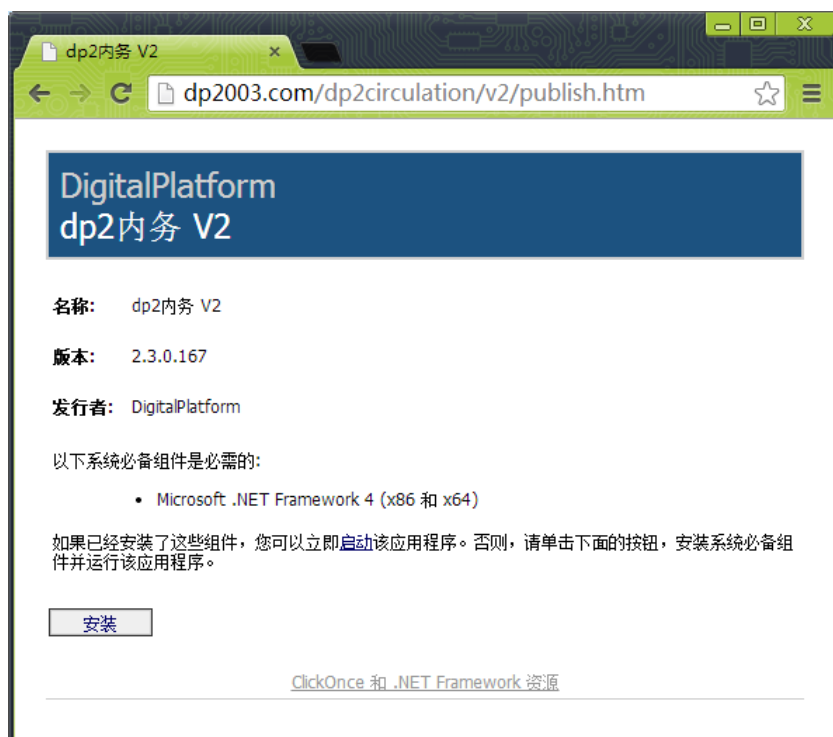 dp2内务 V2
dp2003.com/dp2circulation/v2/publish.htm
DigitalPlatform
dp2内务 V2
名称: dp2内务 V2
版本: 2.3.0.167
发行者: DigitalPlatform
以下系统必备组件是必需的:
• Microsoft .NET Framework 4 (x86 和 x64)
如果已经安装了这些组件，您可以立即启动该应用程序。否则，请单击下面的按钮，安装系统必备组
件并运行该应用程序。
安装
ClickOnce 和 .NET Framework 资源